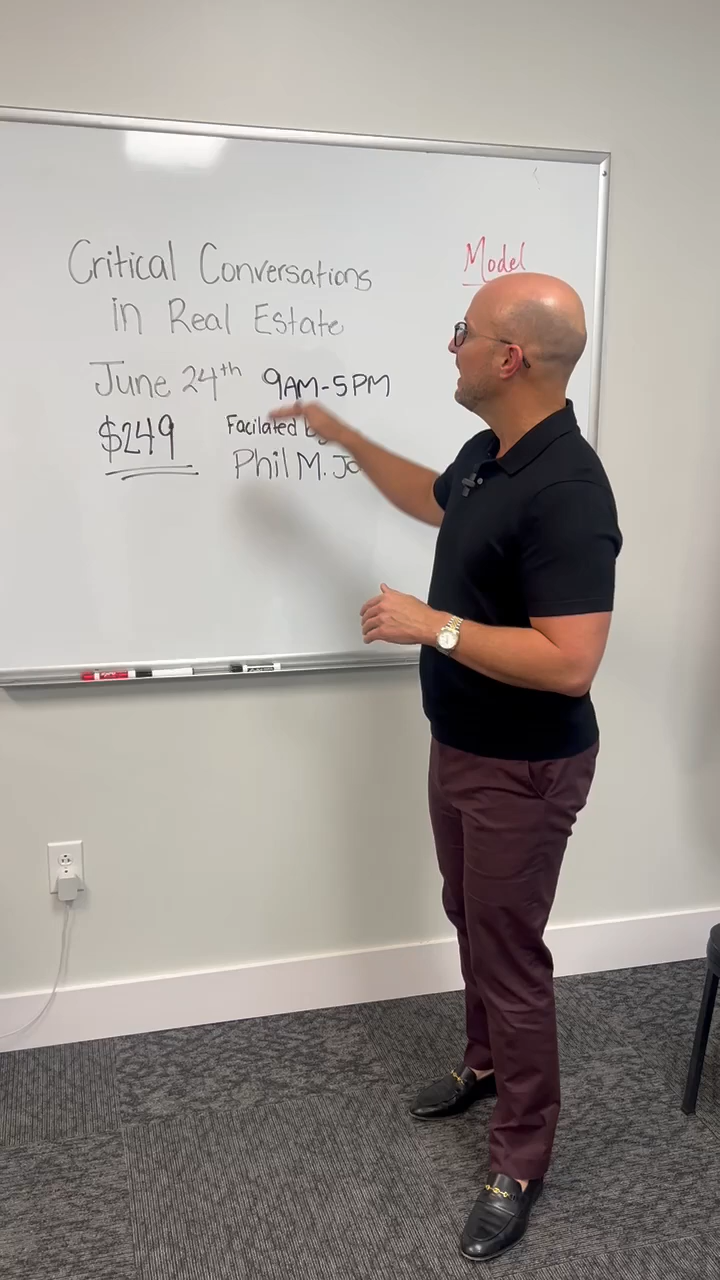 Critical Conversations
in Real Estate
Model
June 24th 9AM-5PM
$249
Facilated
Phil M.